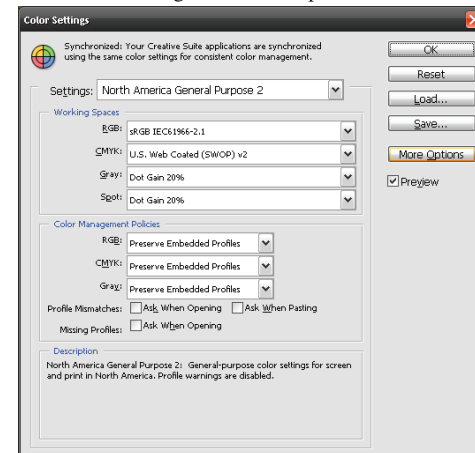 Color Settings
Synchronized: Your Creative Suite applications are synchronized
using the same color settings for consistent color management.
Settings: North America General Purpose 2
Working Spaces
RGB: sRGB IEC61966-2.1
CMYK: U.S. Web Coated (SWOP) v2
Gray: Dot Gain 20%
Spot: Dot Gain 20%
Color Management Policies
RGB: Preserve Embedded Profiles
CMYK: Preserve Embedded Profiles
Gray: Preserve Embedded Profiles
Profile Mismatches: Ask When Opening Ask When Pasting
Missing Profiles: Ask When Opening
Description
North America General Purpose 2: General-purpose color settings for screen
and print in North America. Profile warnings are disabled.
OK
Reset
Load...
Save...
More Options
Preview